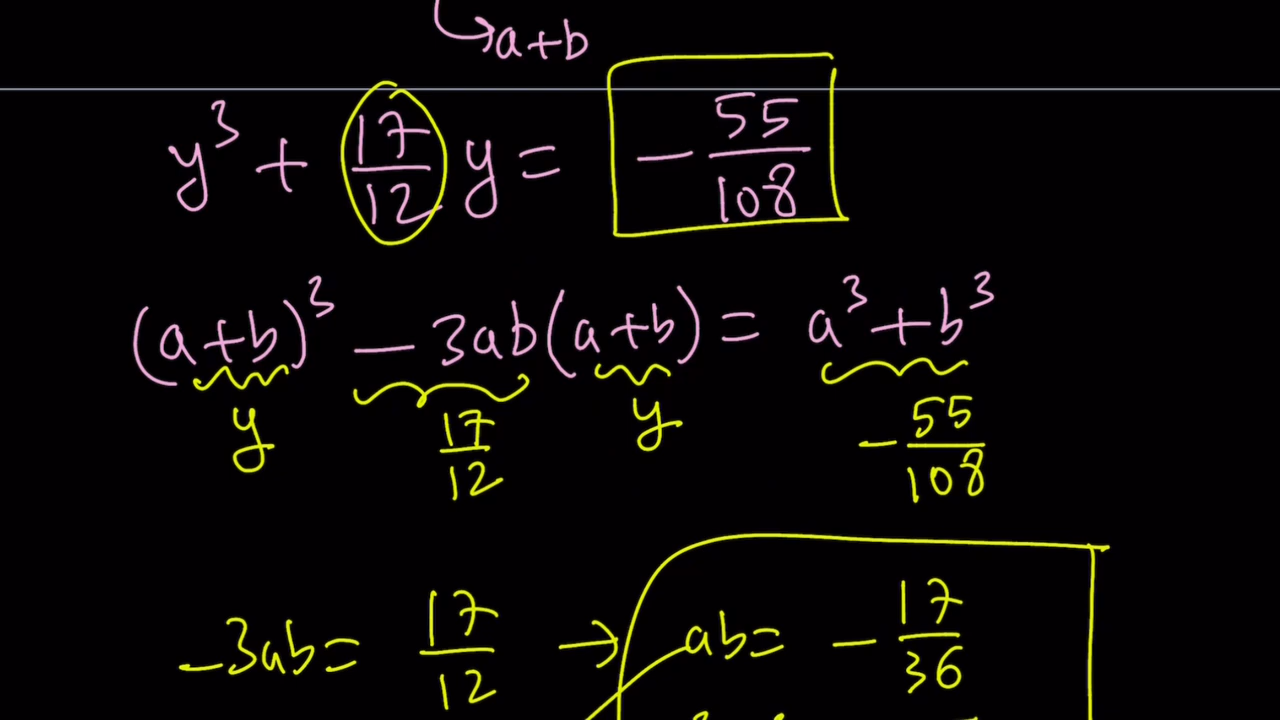 ↳a+b
y³ + 17/12 y = - 55/108
(a+b)³ - 3ab(a+b) = a³+b³
y 17/12 y - 55/108
-3ab = 17/12 → ab = - 17/36